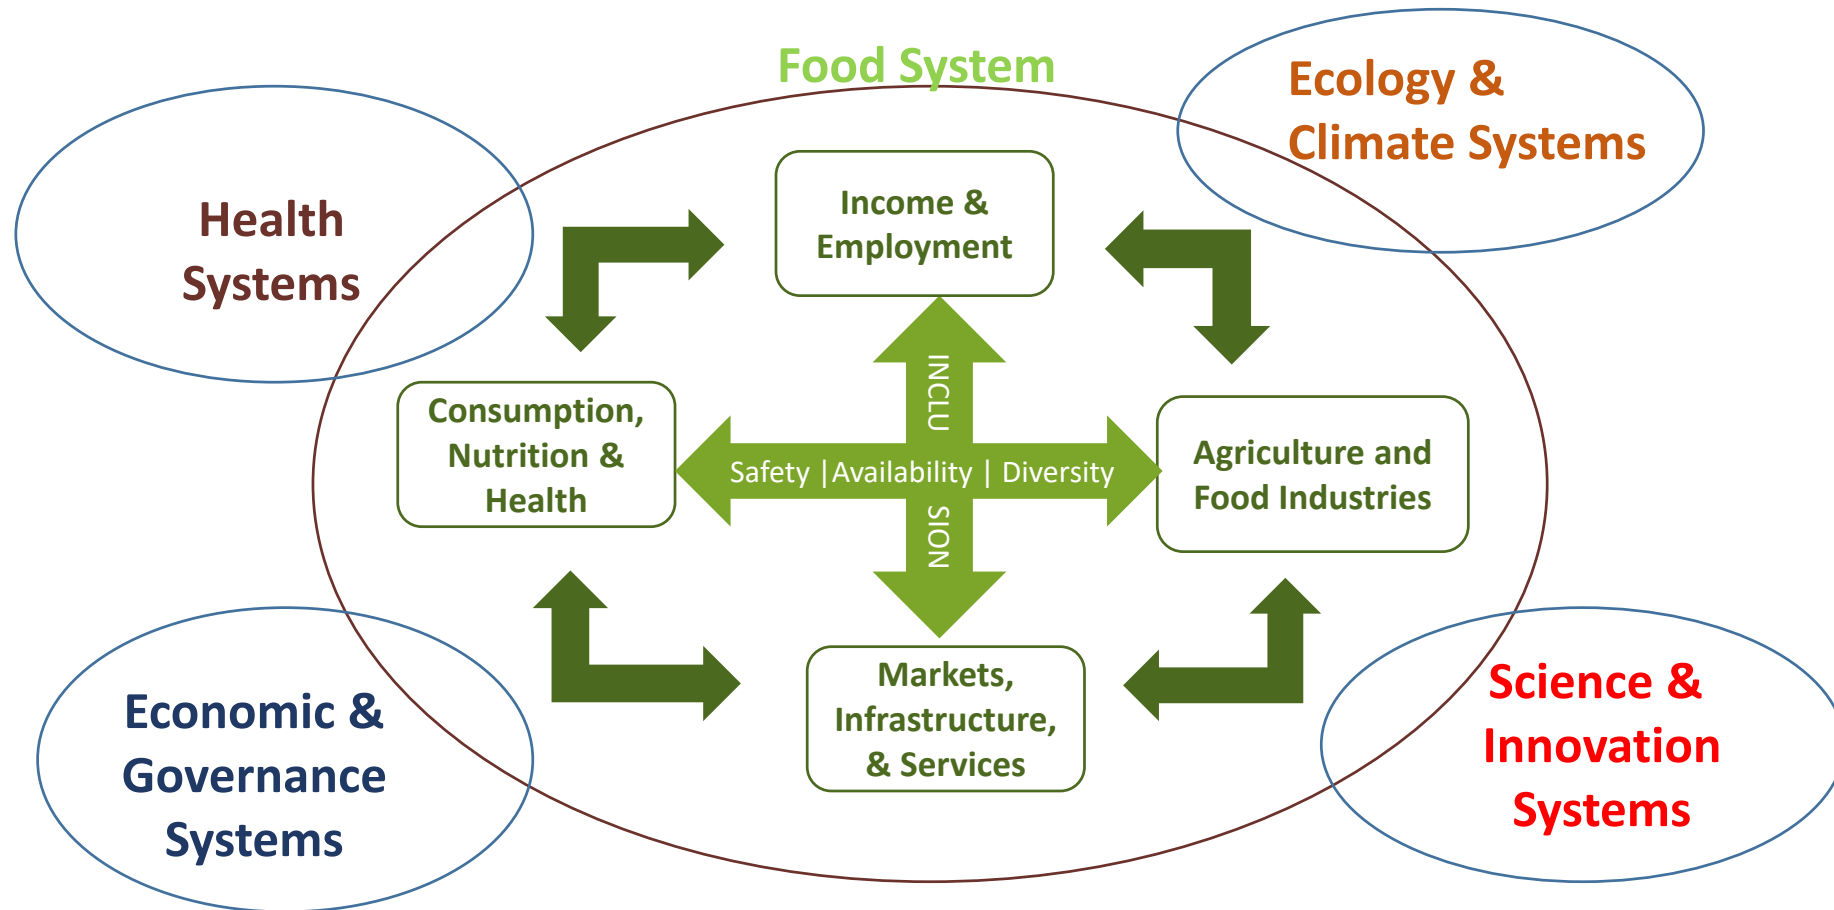 Food System
Ecology &
Climate Systems
Health
Systems
Income &
Employment
INCLU
Consumption,
Nutrition &
Health
Safety |Availability | Diversity
Agriculture and
Food Industries
SION
Markets,
Infrastructure,
& Services
Economic &
Governance
Systems
Science &
Innovation
Systems